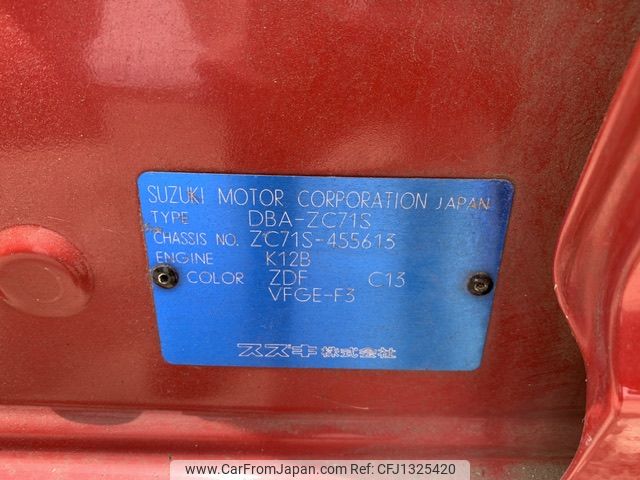 SUZUKI MOTOR CORPORATION JAPAN
TYPE DBA-ZC71S
CHASSIS NO. ZC71S-455613
ENGINE K12B
COLOR ZDF C13
VFGE-F3
スズキ株式会社
www.CarFromJapan.com | Ref No: CFJ1325420